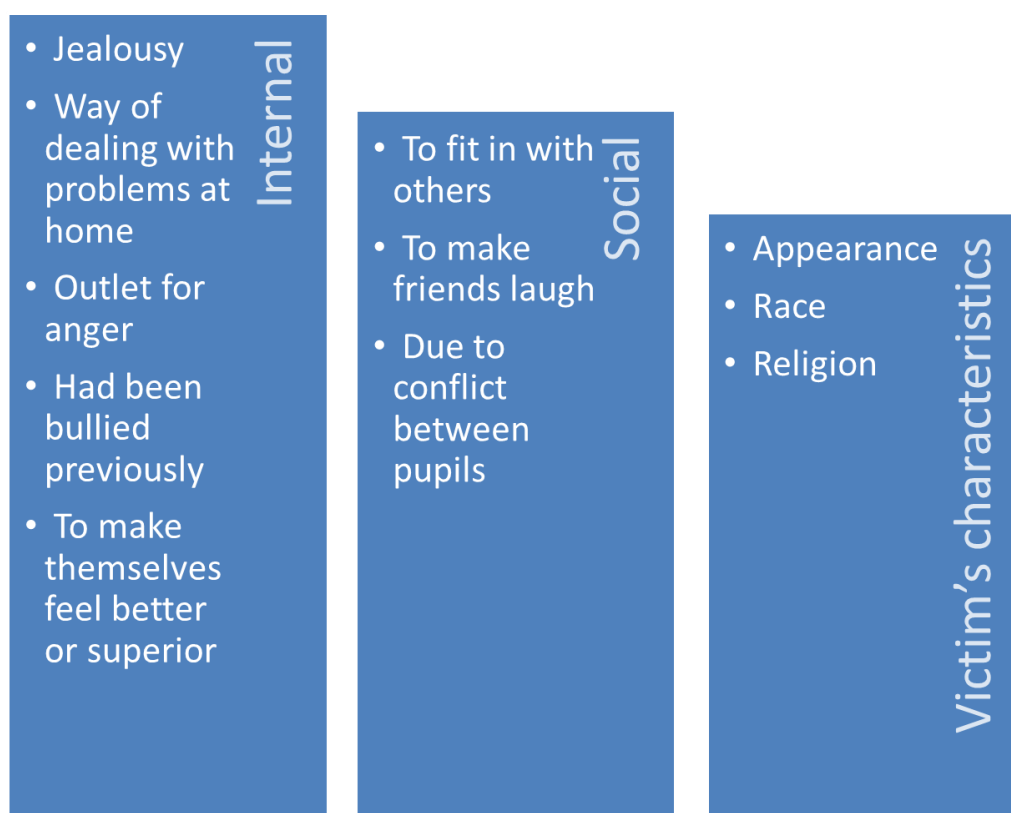 Internal
• Jealousy
• Way of
dealing with
problems at
home
• Outlet for
anger
• Had been
bullied
previously
• To make
themselves
feel better
or superior
Social
• To fit in with
others
• To make
friends laugh
• Due to
conflict
between
pupils
Victim’s characteristics
• Appearance
• Race
• Religion